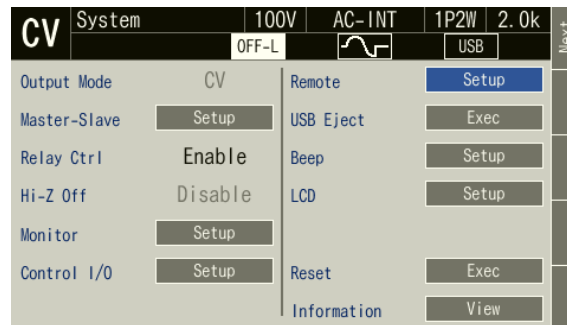 CV System 100V AC-INT 1P2W 2.0k Next
OFF-L USB
Output Mode CV
Master-Slave Setup
Relay Ctrl Enable
Hi-Z Off Disable
Monitor Setup
Control I/O Setup
Remote Setup
USB Eject Exec
Beep Setup
LCD Setup
Reset Exec
Information View